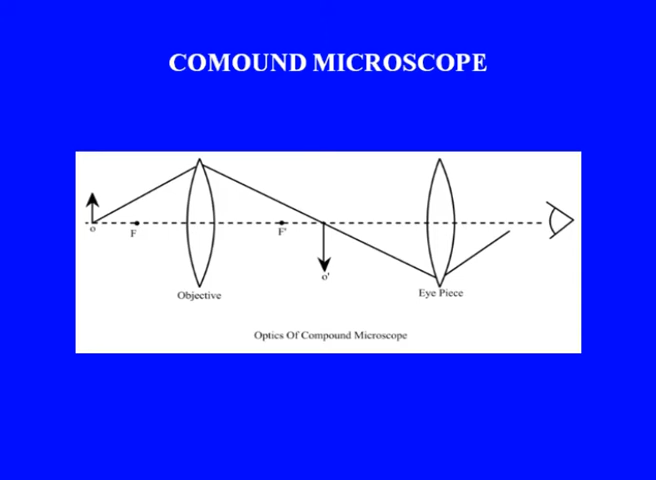 COMOUND MICROSCOPE
o
F
F'
o'
Objective
Eye Piece
Optics Of Compound Microscope